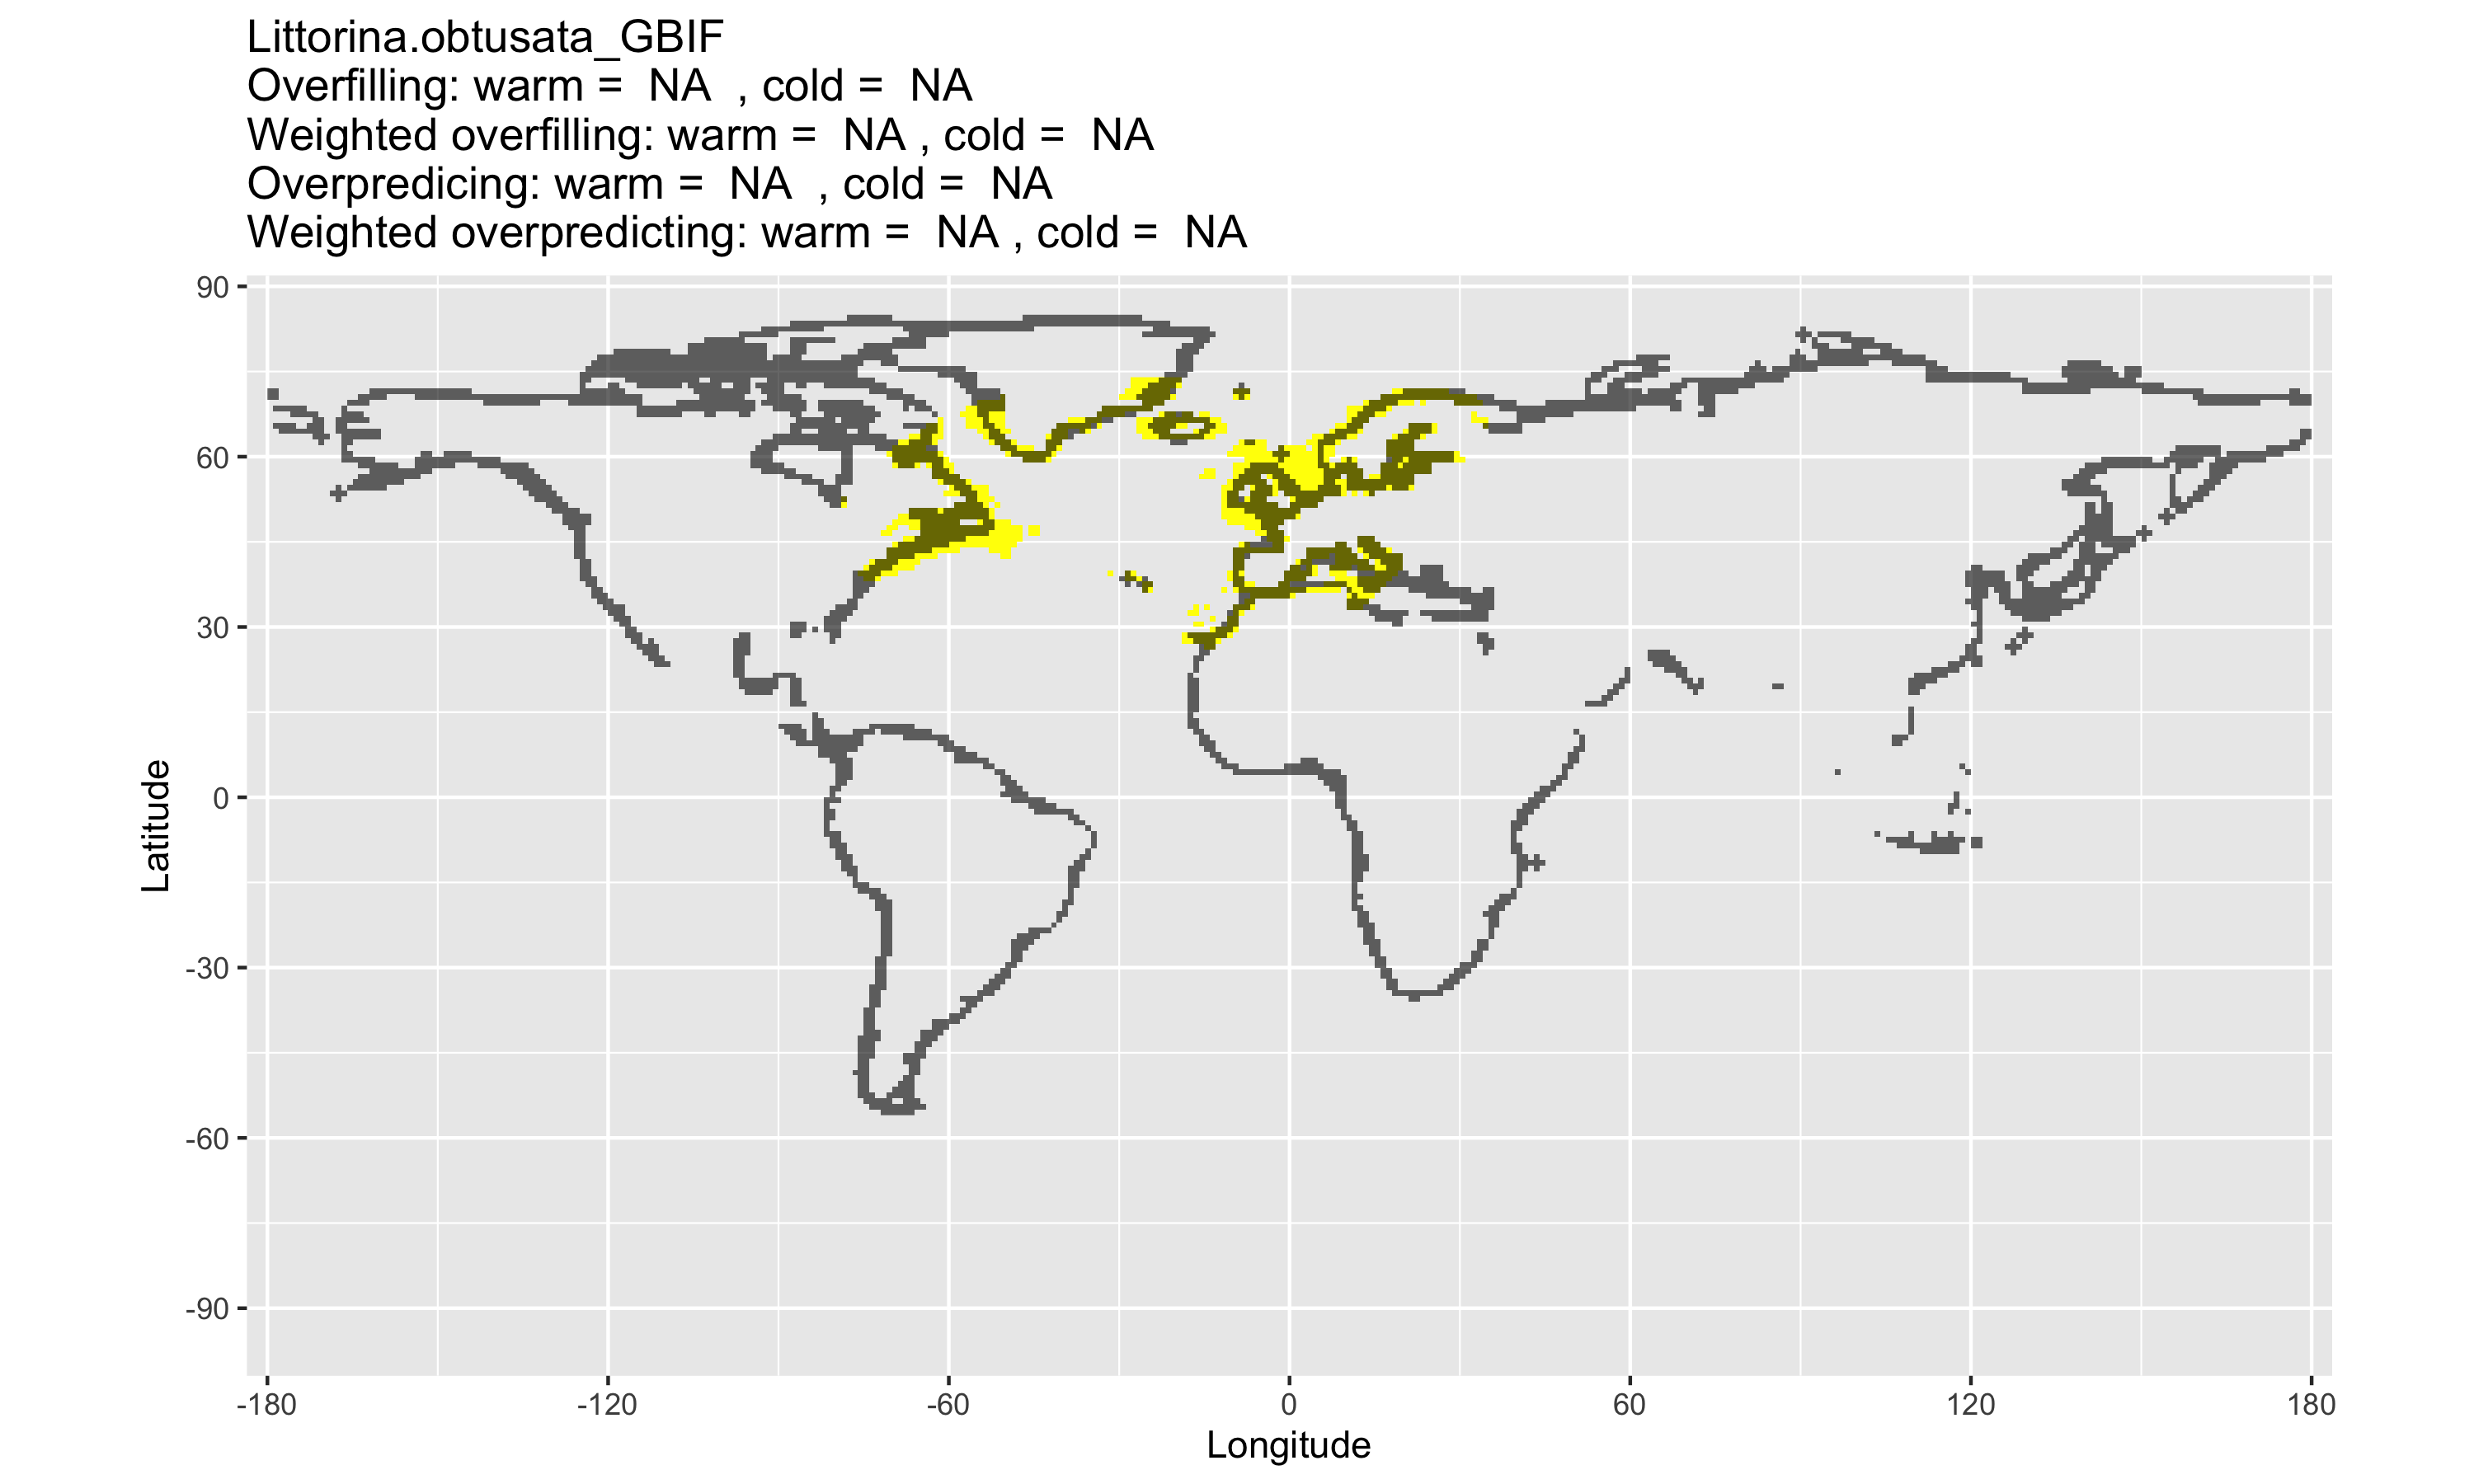 Littorina.obtusata_GBIF
Overfilling: warm =  NA  , cold =  NA
Weighted overfilling: warm =  NA , cold =  NA
Overpredicing: warm =  NA  , cold =  NA
Weighted overpredicting: warm =  NA , cold =  NA
90
60
30
0
-30
-60
-90
Latitude
-180
-120
-60
0
60
120
180
Longitude